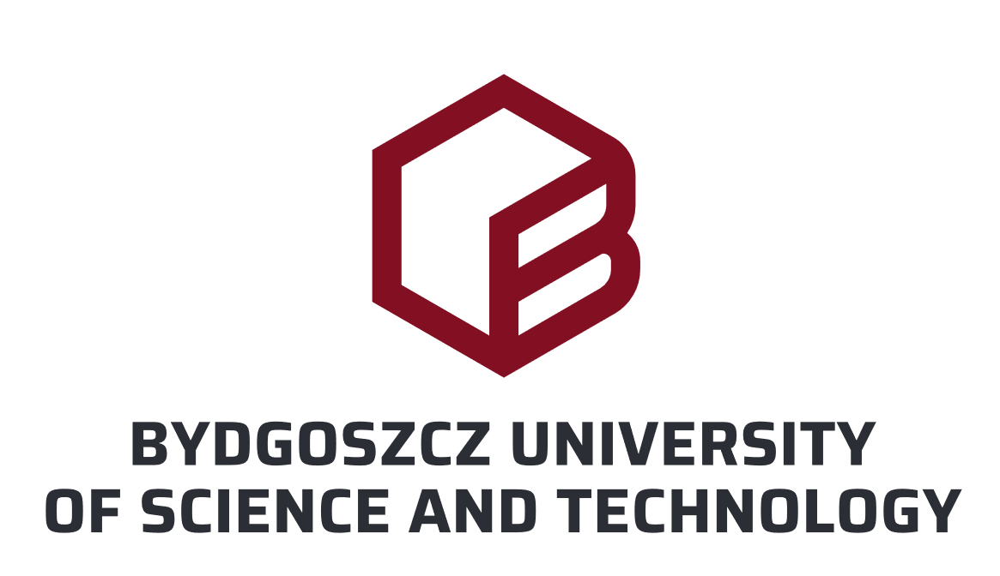 BYDGOSZCZ UNIVERSITY
OF SCIENCE AND TECHNOLOGY